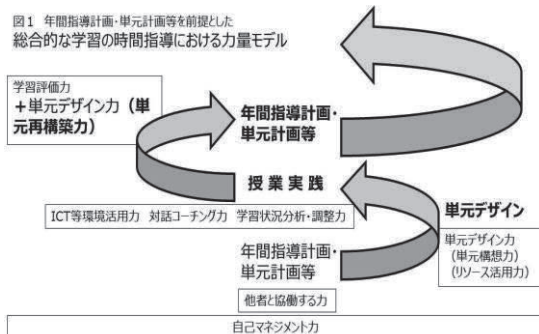 図1 年間指導計画・単元計画等を前提とした
総合的な学習の時間指導における力量モデル
学習評価力
＋単元デザイン力（単
元再構築力）
年間指導計画・
単元計画等
授業実践
ICT等環境活用力 対話コーチング力 学習状況分析・調整力
単元デザイン
単元デザイン力
（単元構想力）
（リソース活用力）
年間指導計画・
単元計画等
他者と協働する力
自己マネジメント力